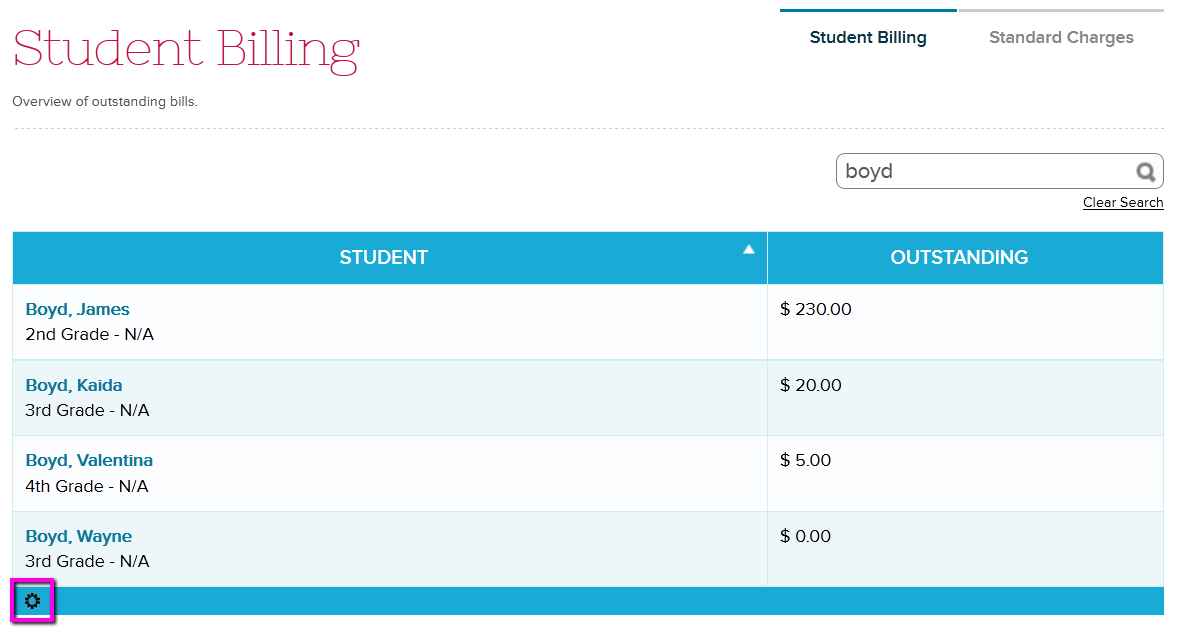 Student Billing
Student Billing
Standard Charges
Overview of outstanding bills.
boyd
Clear Search
STUDENT
OUTSTANDING
Boyd, James
$ 230.00
2nd Grade - N/A
Boyd, Kaida
$ 20.00
3rd Grade - N/A
Boyd, Valentina
$ 5.00
4th Grade - N/A
Boyd, Wayne
$ 0.00
3rd Grade - N/A